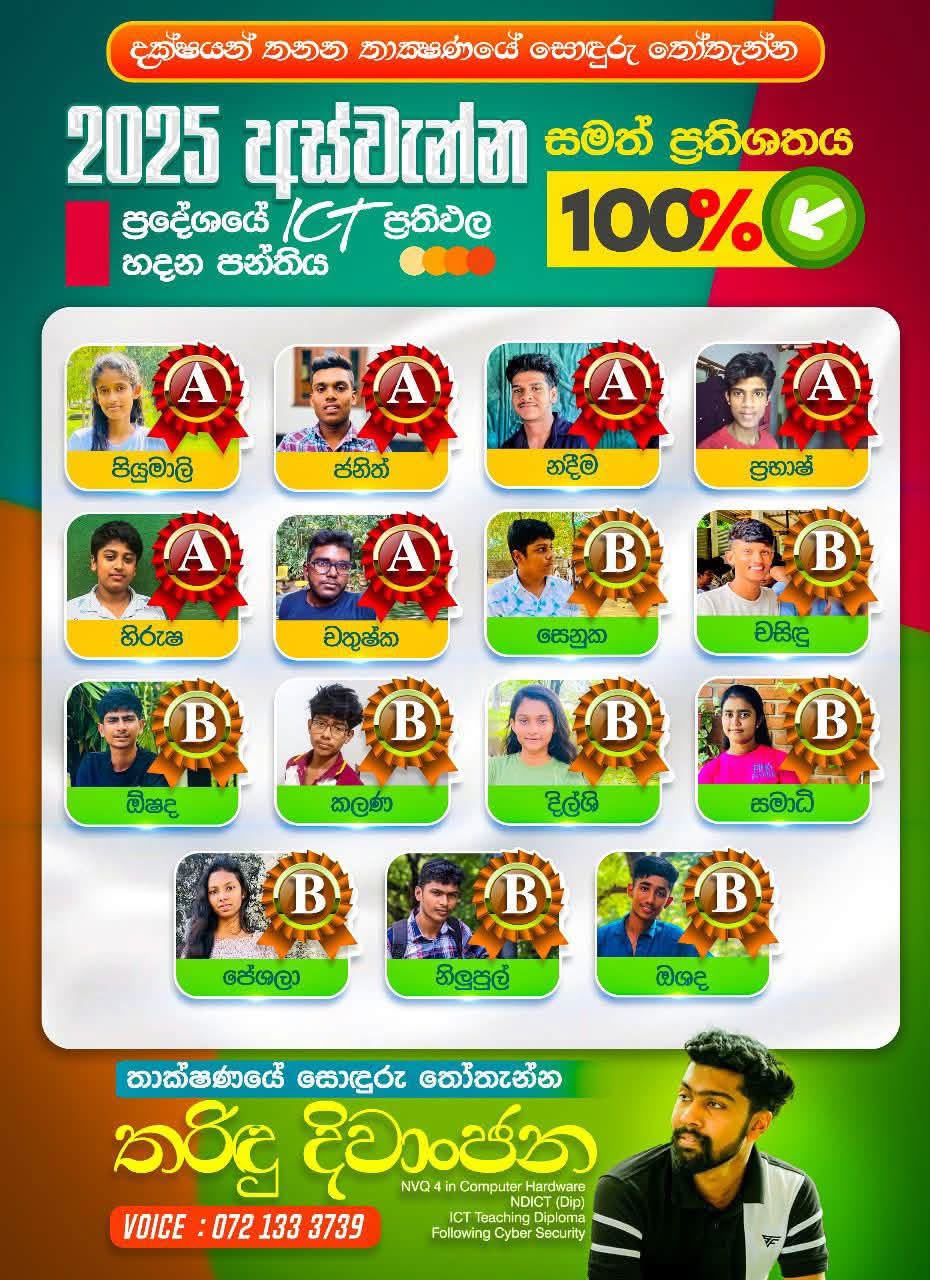 දක්ෂයන් තනන තාක්ෂණයේ සොඳුරු තෝතැන්න
2025 අස්වැන්න
ප්‍රදේශයේ ICT ප්‍රතිඵල
හදන පන්තිය
සමත් ප්‍රතිශතය
100%
A A A A
පියුමාලි ජනිත් නදීම ප්‍රභාෂ්
A A B B
හිරුෂ චතුෂ්ක සෙනුක චසිඳු
B B B B
ඕෂද කලණ දිල්ශි සමාධි
B B B
පේශලා නිලුපුල් ඔශද
තාක්ෂණයේ සොඳුරු තෝතැන්න
තරිඳු දිවාංජන
NVQ 4 in Computer Hardware
NDICT (Dip)
ICT Teaching Diploma
Following Cyber Security
VOICE : 072 133 3739